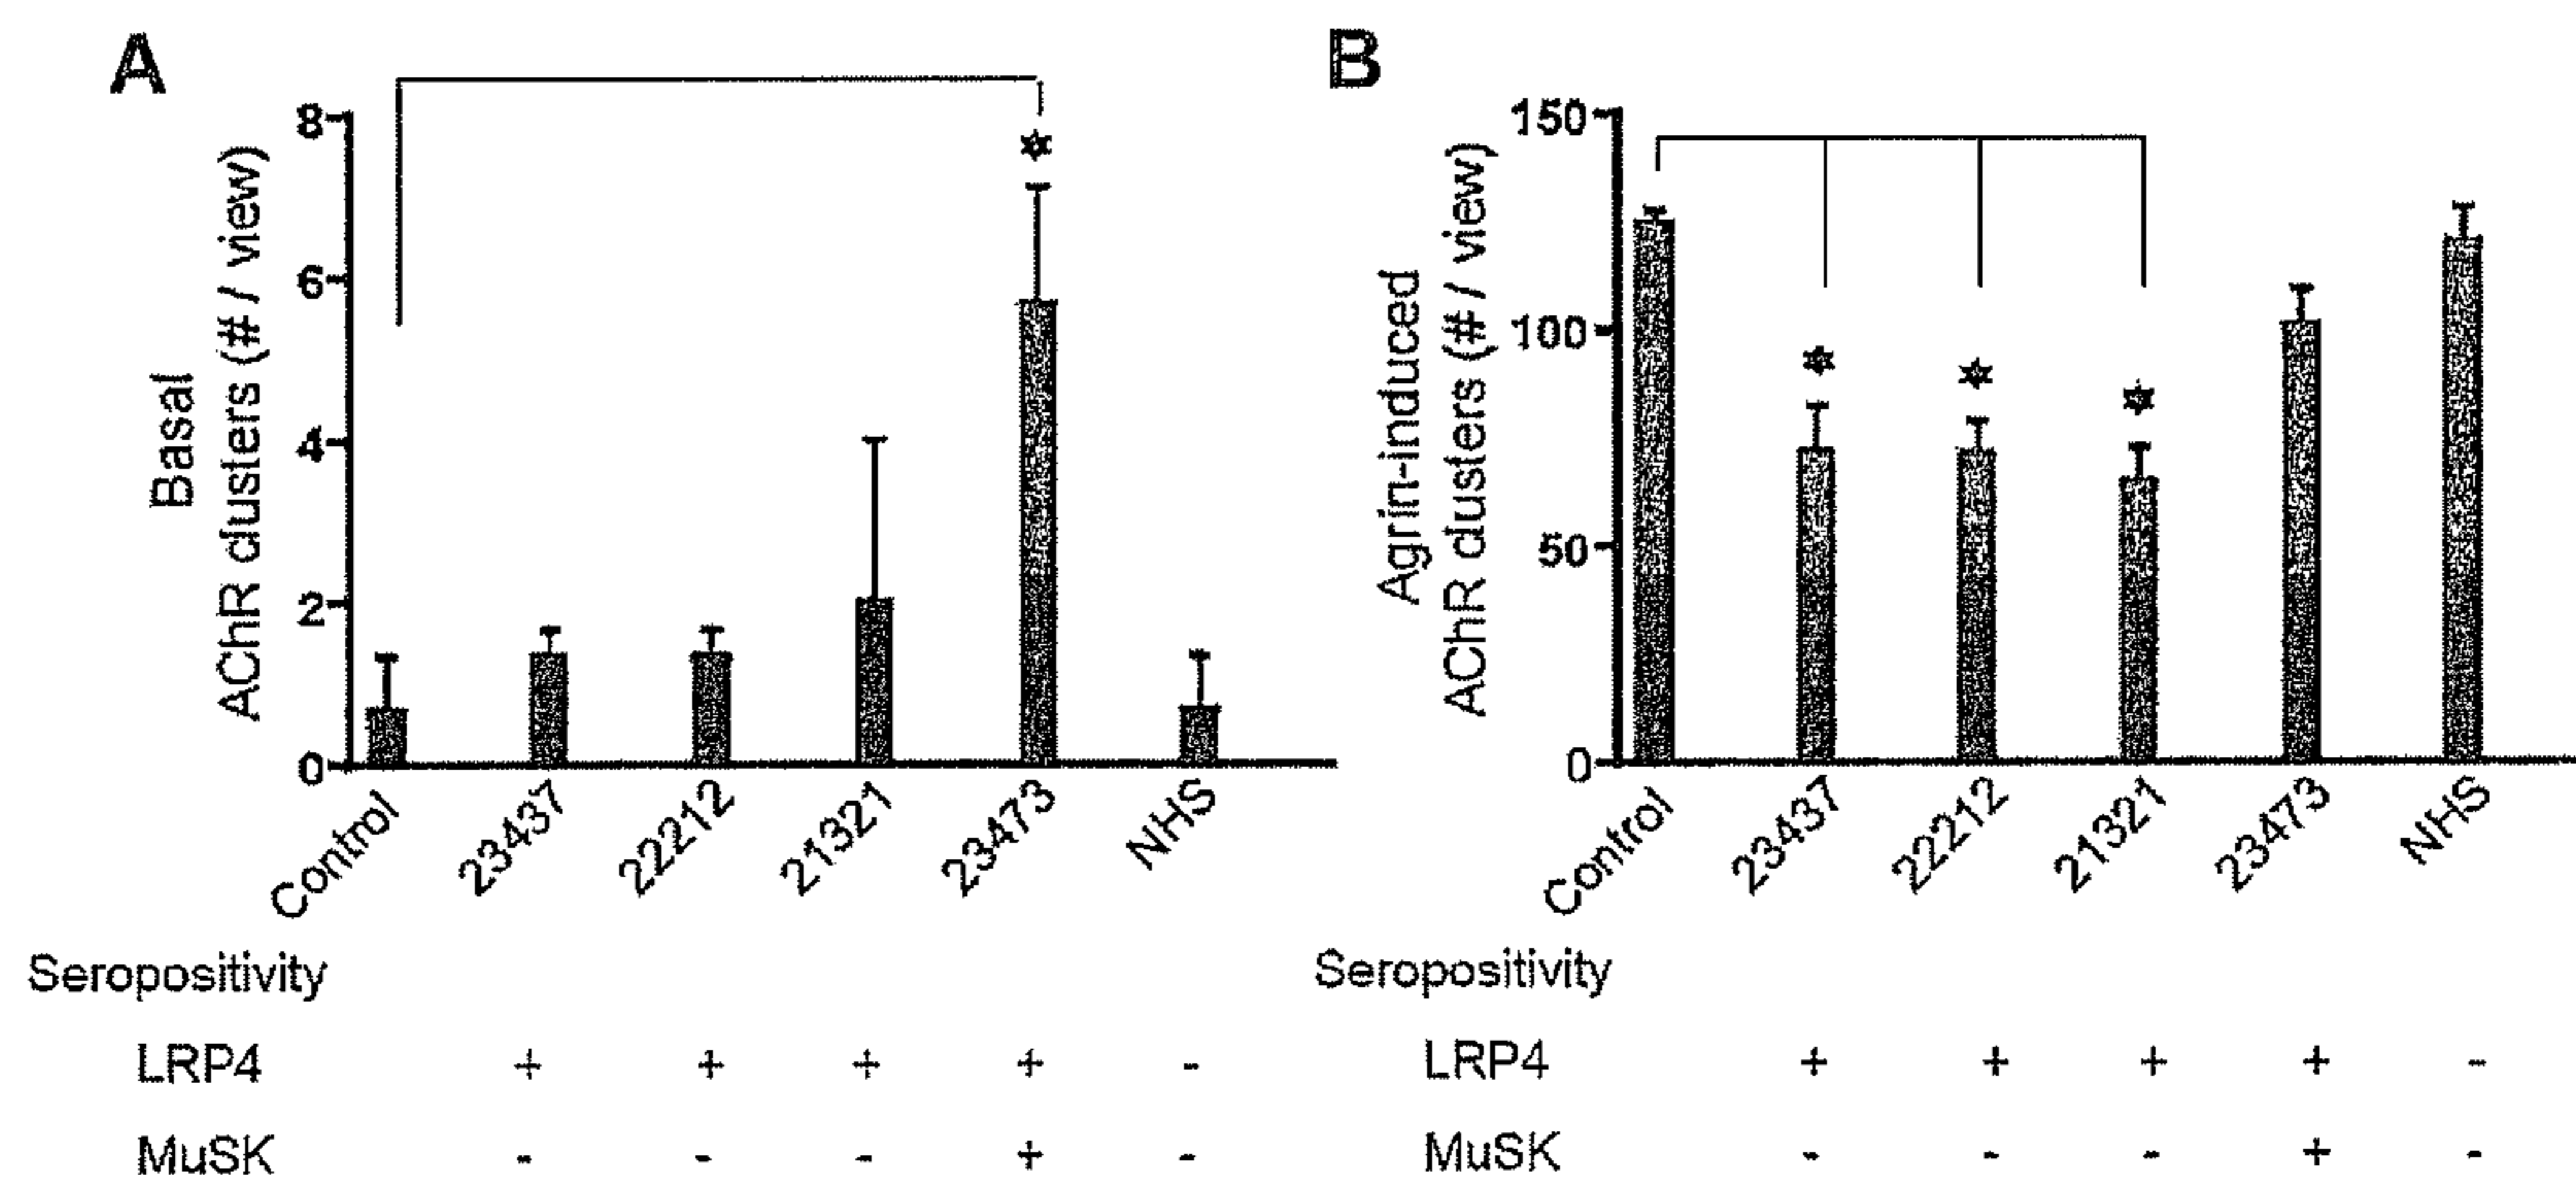 A
Basal
AChR clusters (# / view)
8
6
4
2
0
☆
Control
23437
22212
21321
23473
NHS
Seropositivity
LRP4 + + + + -
MuSK - - - + -
B
Agrin-induced
AChR clusters (# / view)
150
100
50
0
☆ ☆ ☆
Control
23437
22212
21321
23473
NHS
Seropositivity
LRP4 + + + + -
MuSK - - - + -